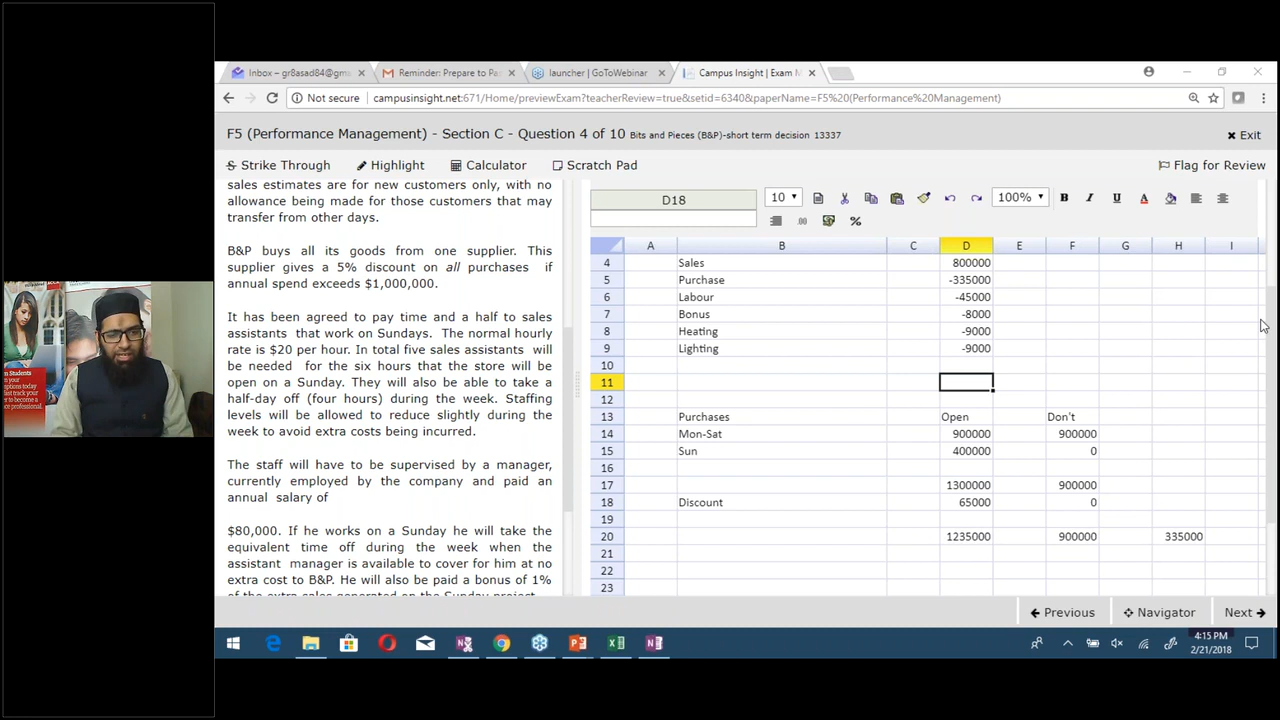 Inbox – gr8asad84@gma
Reminder: Prepare to Pa
launcher | GoToWebinar
Campus Insight | Exam M
Not secure
campusinsight.net:671/Home/previewExam?teacherReview=true&setid=6340&paperName=F5%20(Performance%20Management)
F5 (Performance Management) - Section C - Question 4 of 10 Bits and Pieces (B&P)-short term decision 13337
Exit
Strike Through
Highlight
Calculator
Scratch Pad
Flag for Review
sales estimates are for new customers only, with no
allowance being made for those customers that may
transfer from other days.
B&P buys all its goods from one supplier. This
supplier gives a 5% discount on all purchases if
annual spend exceeds $1,000,000.
It has been agreed to pay time and a half to sales
assistants that work on Sundays. The normal hourly
rate is $20 per hour. In total five sales assistants will
be needed for the six hours that the store will be
open on a Sunday. They will also be able to take a
half-day off (four hours) during the week. Staffing
levels will be allowed to reduce slightly during the
week to avoid extra costs being incurred.
The staff will have to be supervised by a manager,
currently employed by the company and paid an
annual salary of
$80,000. If he works on a Sunday he will take the
equivalent time off during the week when the
assistant manager is available to cover for him at no
extra cost to B&P. He will also be paid a bonus of 1%
of the extra sales generated on the Sunday project.
D18
10
100%
B I U A
%
A B C D E F G H I
4 Sales 800000
5 Purchase -335000
6 Labour -45000
7 Bonus -8000
8 Heating -9000
9 Lighting -9000
10
11
12
13 Purchases Open Don't
14 Mon-Sat 900000 900000
15 Sun 400000 0
16
17 1300000 900000
18 Discount 65000 0
19
20 1235000 900000 335000
21
22
23
Previous
Navigator
Next
4:15 PM
2/21/2018